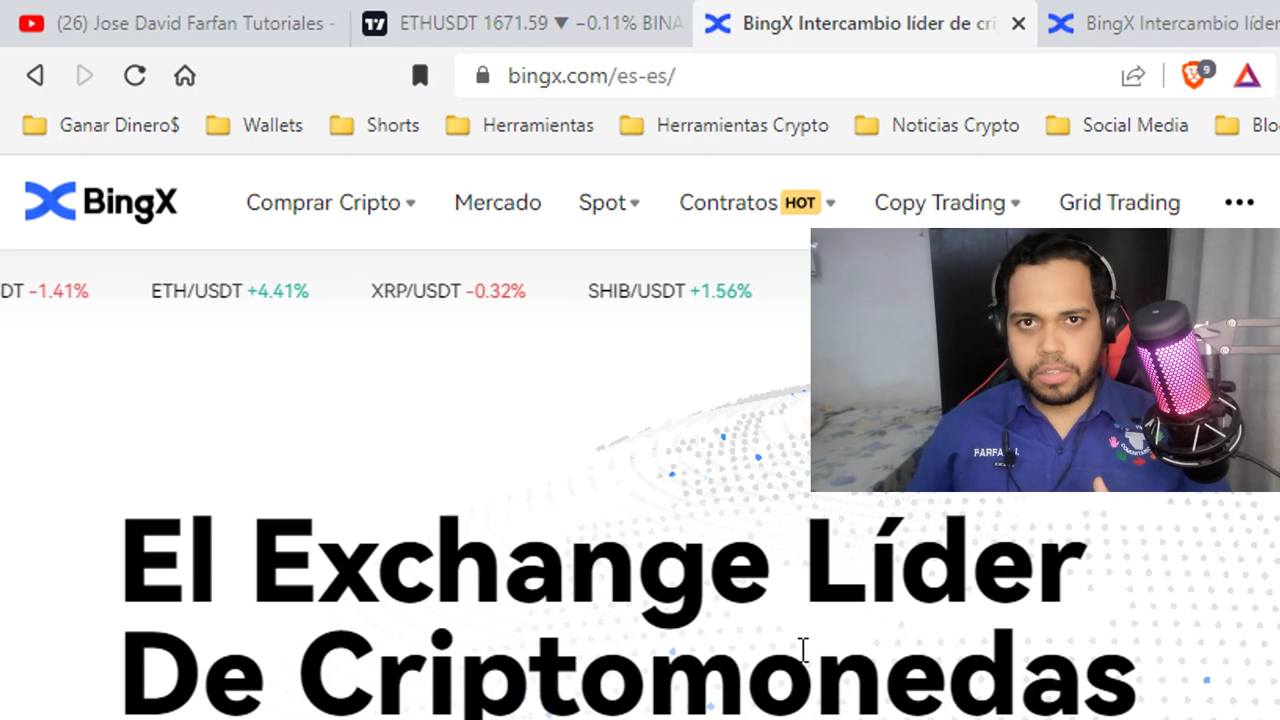 (26) Jose David Farfan Tutoriales -
ETHUSDT 1671.59 ▼ −0.11% BINA
BingX Intercambio líder de cri
BingX Intercambio líder
bingx.com/es-es/
9
Ganar Dinero$
Wallets
Shorts
Herramientas
Herramientas Crypto
Noticias Crypto
Social Media
Blo
BingX
Comprar Cripto
Mercado
Spot
Contratos HOT
Copy Trading
Grid Trading
DT -1.41%
ETH/USDT +4.41%
XRP/USDT -0.32%
SHIB/USDT +1.56%
El Exchange Líder
De Criptomonedas